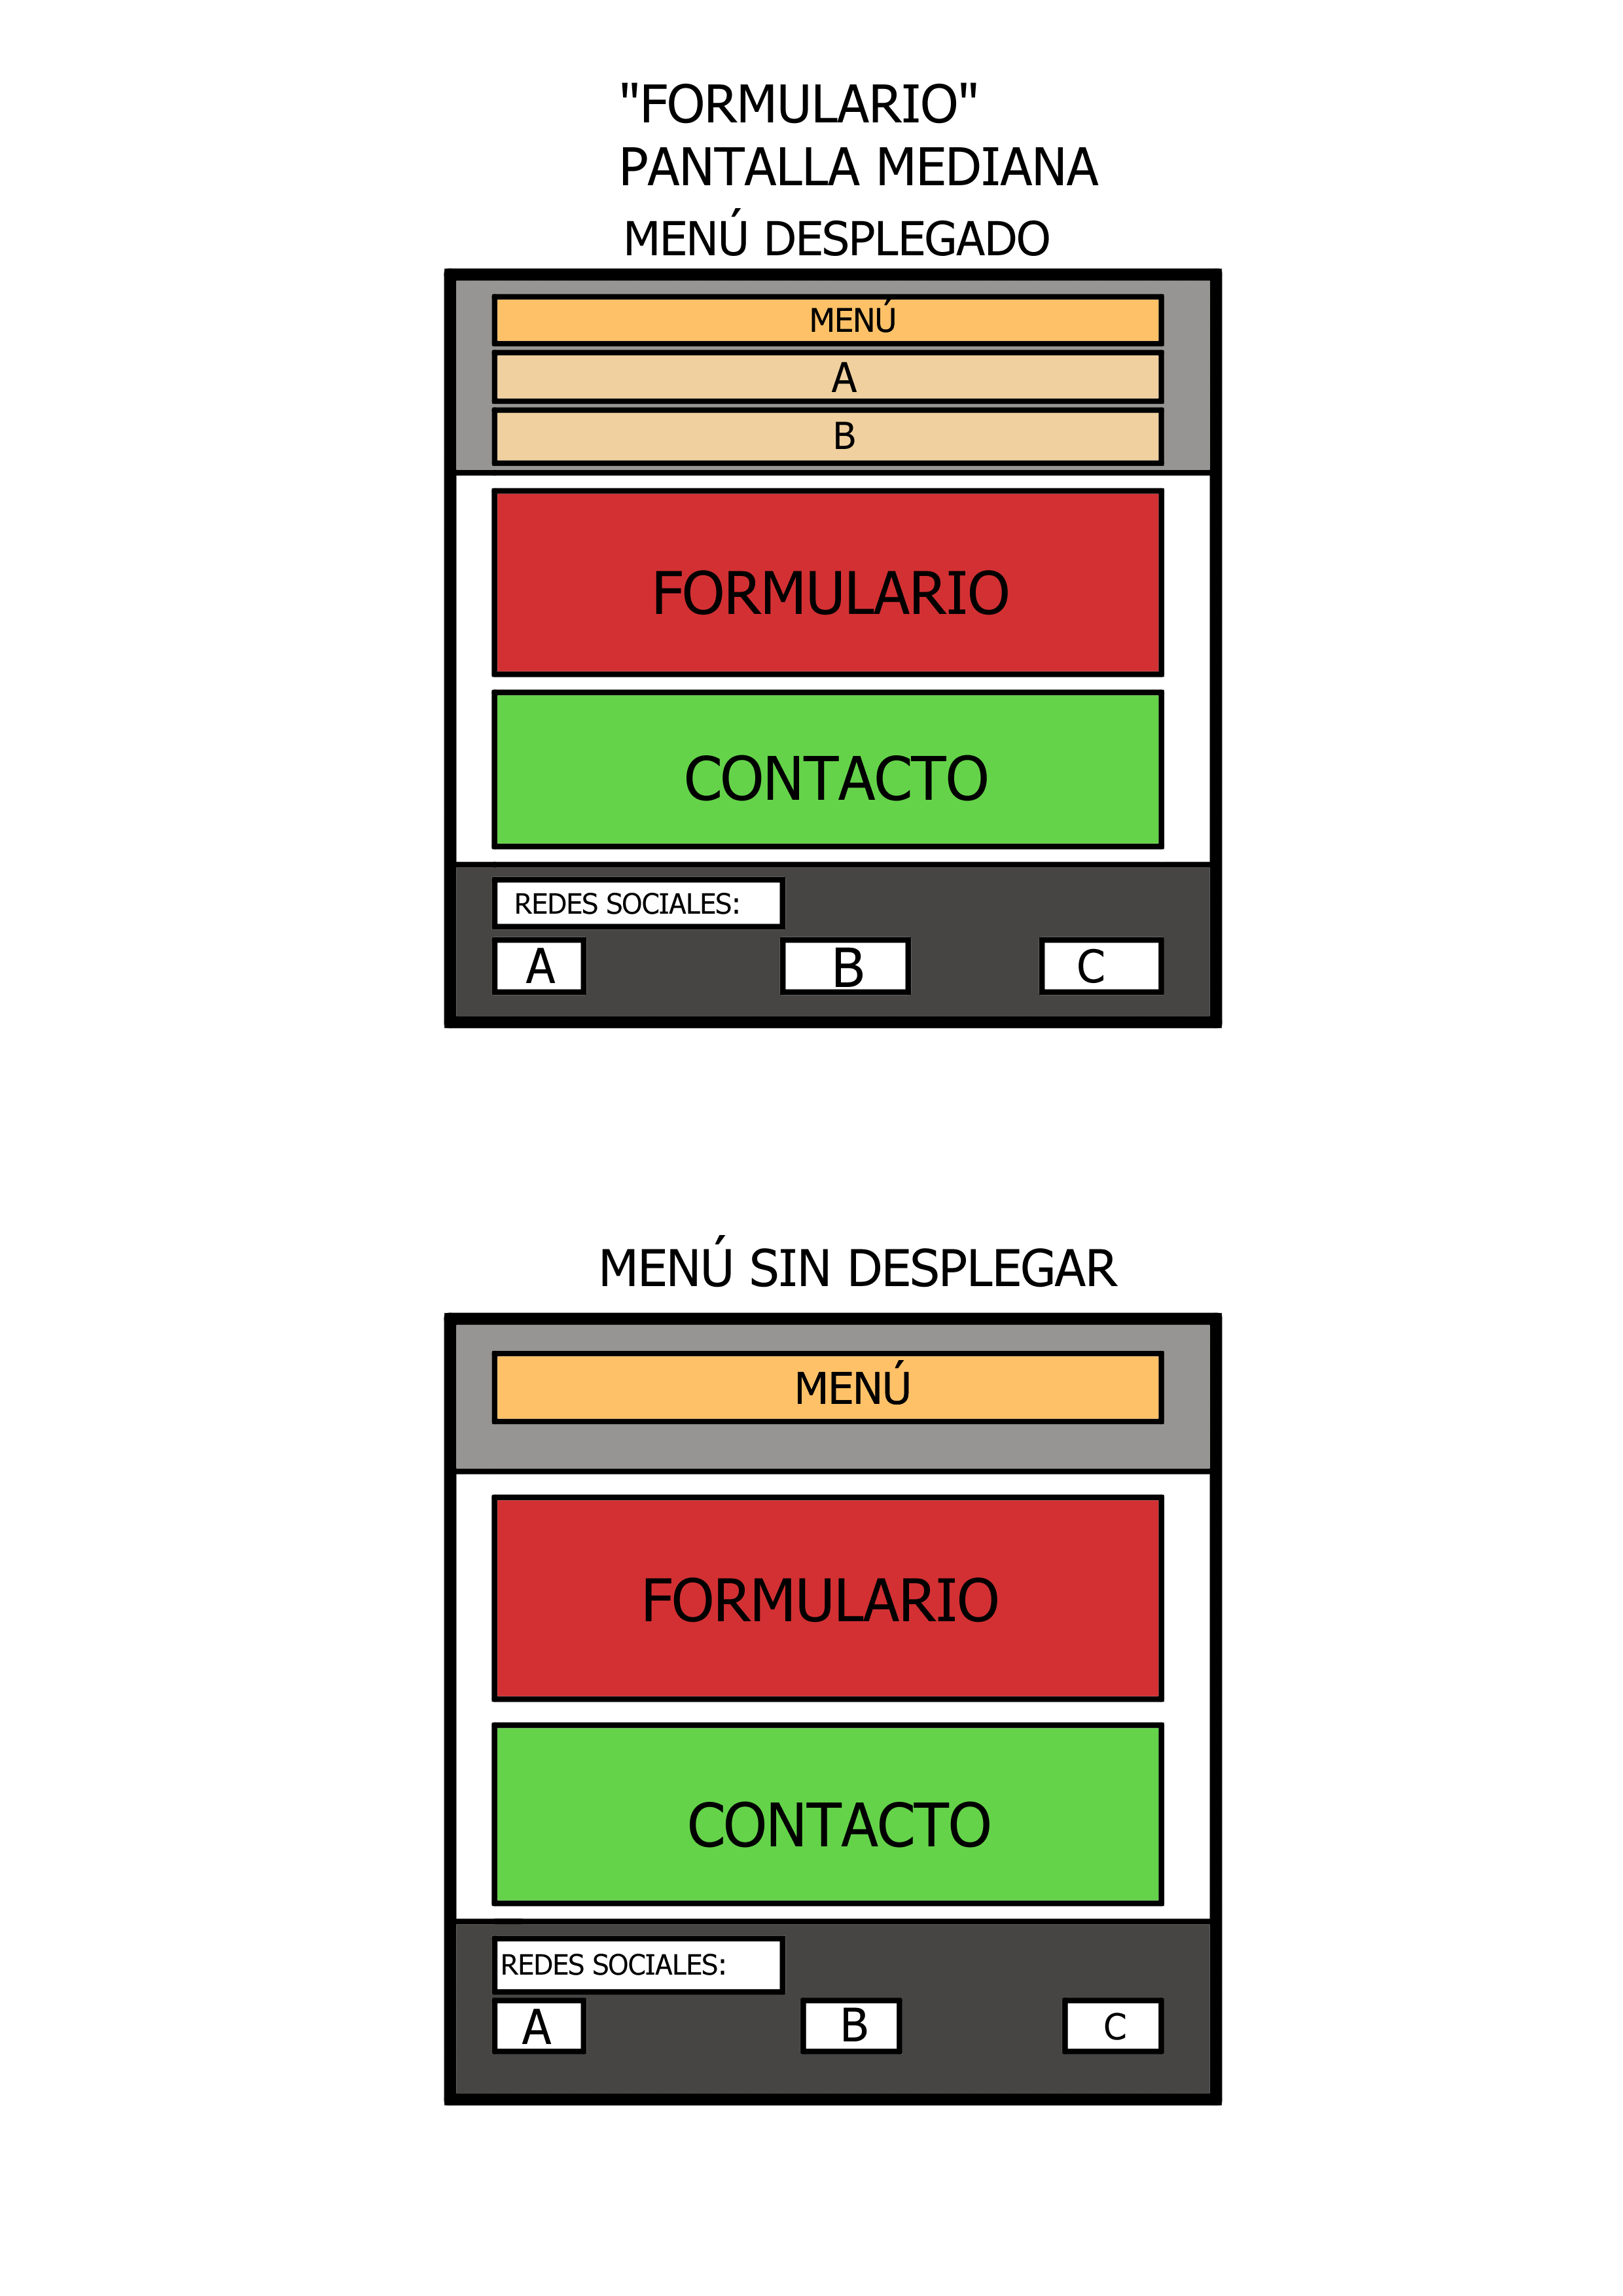 "FORMULARIO"
PANTALLA MEDIANA
MENÚ DESPLEGADO
MENÚ
A
B
FORMULARIO
CONTACTO
REDES SOCIALES:
A B C
MENÚ SIN DESPLEGAR
MENÚ
FORMULARIO
CONTACTO
REDES SOCIALES:
A B C